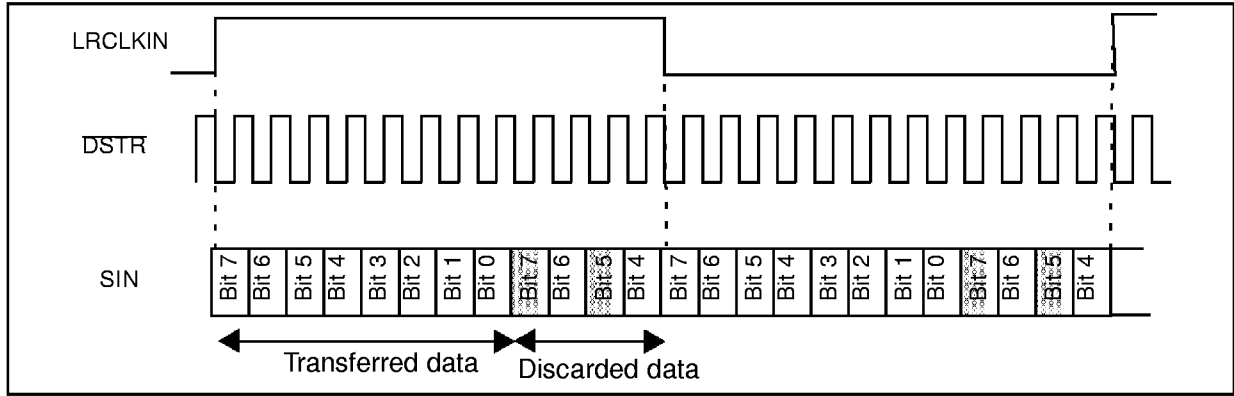 LRCLKIN
DSTR
SIN
Bit 7 Bit 6 Bit 5 Bit 4 Bit 3 Bit 2 Bit 1 Bit 0 Bit 7 Bit 6 Bit 5 Bit 4 Bit 7 Bit 6 Bit 5 Bit 4 Bit 3 Bit 2 Bit 1 Bit 0 Bit 7 Bit 6 Bit 5 Bit 4
Transferred data
Discarded data